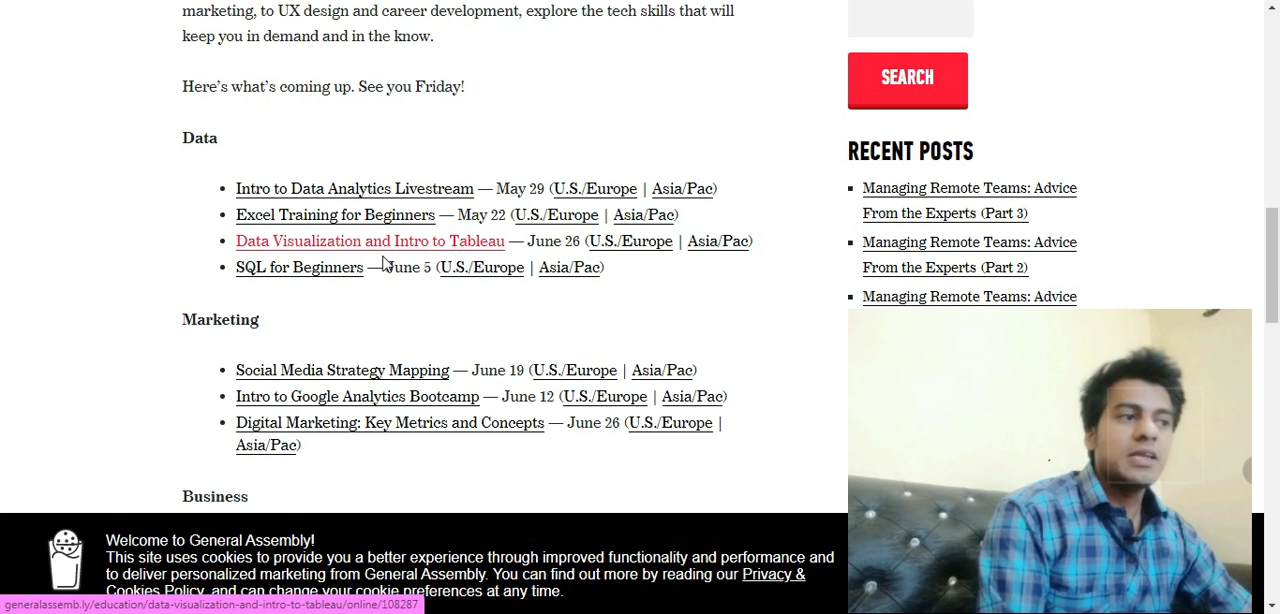 marketing, to UX design and career development, explore the tech skills that will
keep you in demand and in the know.
Here's what's coming up. See you Friday!
Data
Intro to Data Analytics Livestream — May 29 (U.S./Europe | Asia/Pac)
Excel Training for Beginners — May 22 (U.S./Europe | Asia/Pac)
Data Visualization and Intro to Tableau — June 26 (U.S./Europe | Asia/Pac)
SQL for Beginners — June 5 (U.S./Europe | Asia/Pac)
Marketing
Social Media Strategy Mapping — June 19 (U.S./Europe | Asia/Pac)
Intro to Google Analytics Bootcamp — June 12 (U.S./Europe | Asia/Pac)
Digital Marketing: Key Metrics and Concepts — June 26 (U.S./Europe |
Asia/Pac)
Business
SEARCH
RECENT POSTS
Managing Remote Teams: Advice
From the Experts (Part 3)
Managing Remote Teams: Advice
From the Experts (Part 2)
Managing Remote Teams: Advice
Welcome to General Assembly!
This site uses cookies to provide you a better experience through improved functionality and performance and
to deliver personalized marketing from General Assembly. You can find out more by reading our Privacy &
Cookies Policy, and can change your cookie preferences at any time.
generalassemb.ly/education/data-visualization-and-intro-to-tableau/online/108287